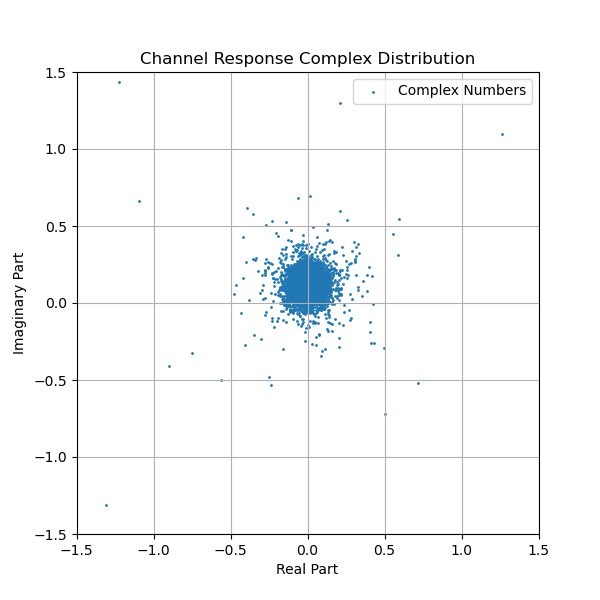 Channel Response Complex Distribution
Complex Numbers
1.5
1.0
0.5
0.0
−0.5
−1.0
−1.5
Imaginary Part
−1.5 −1.0 −0.5 0.0 0.5 1.0 1.5
Real Part